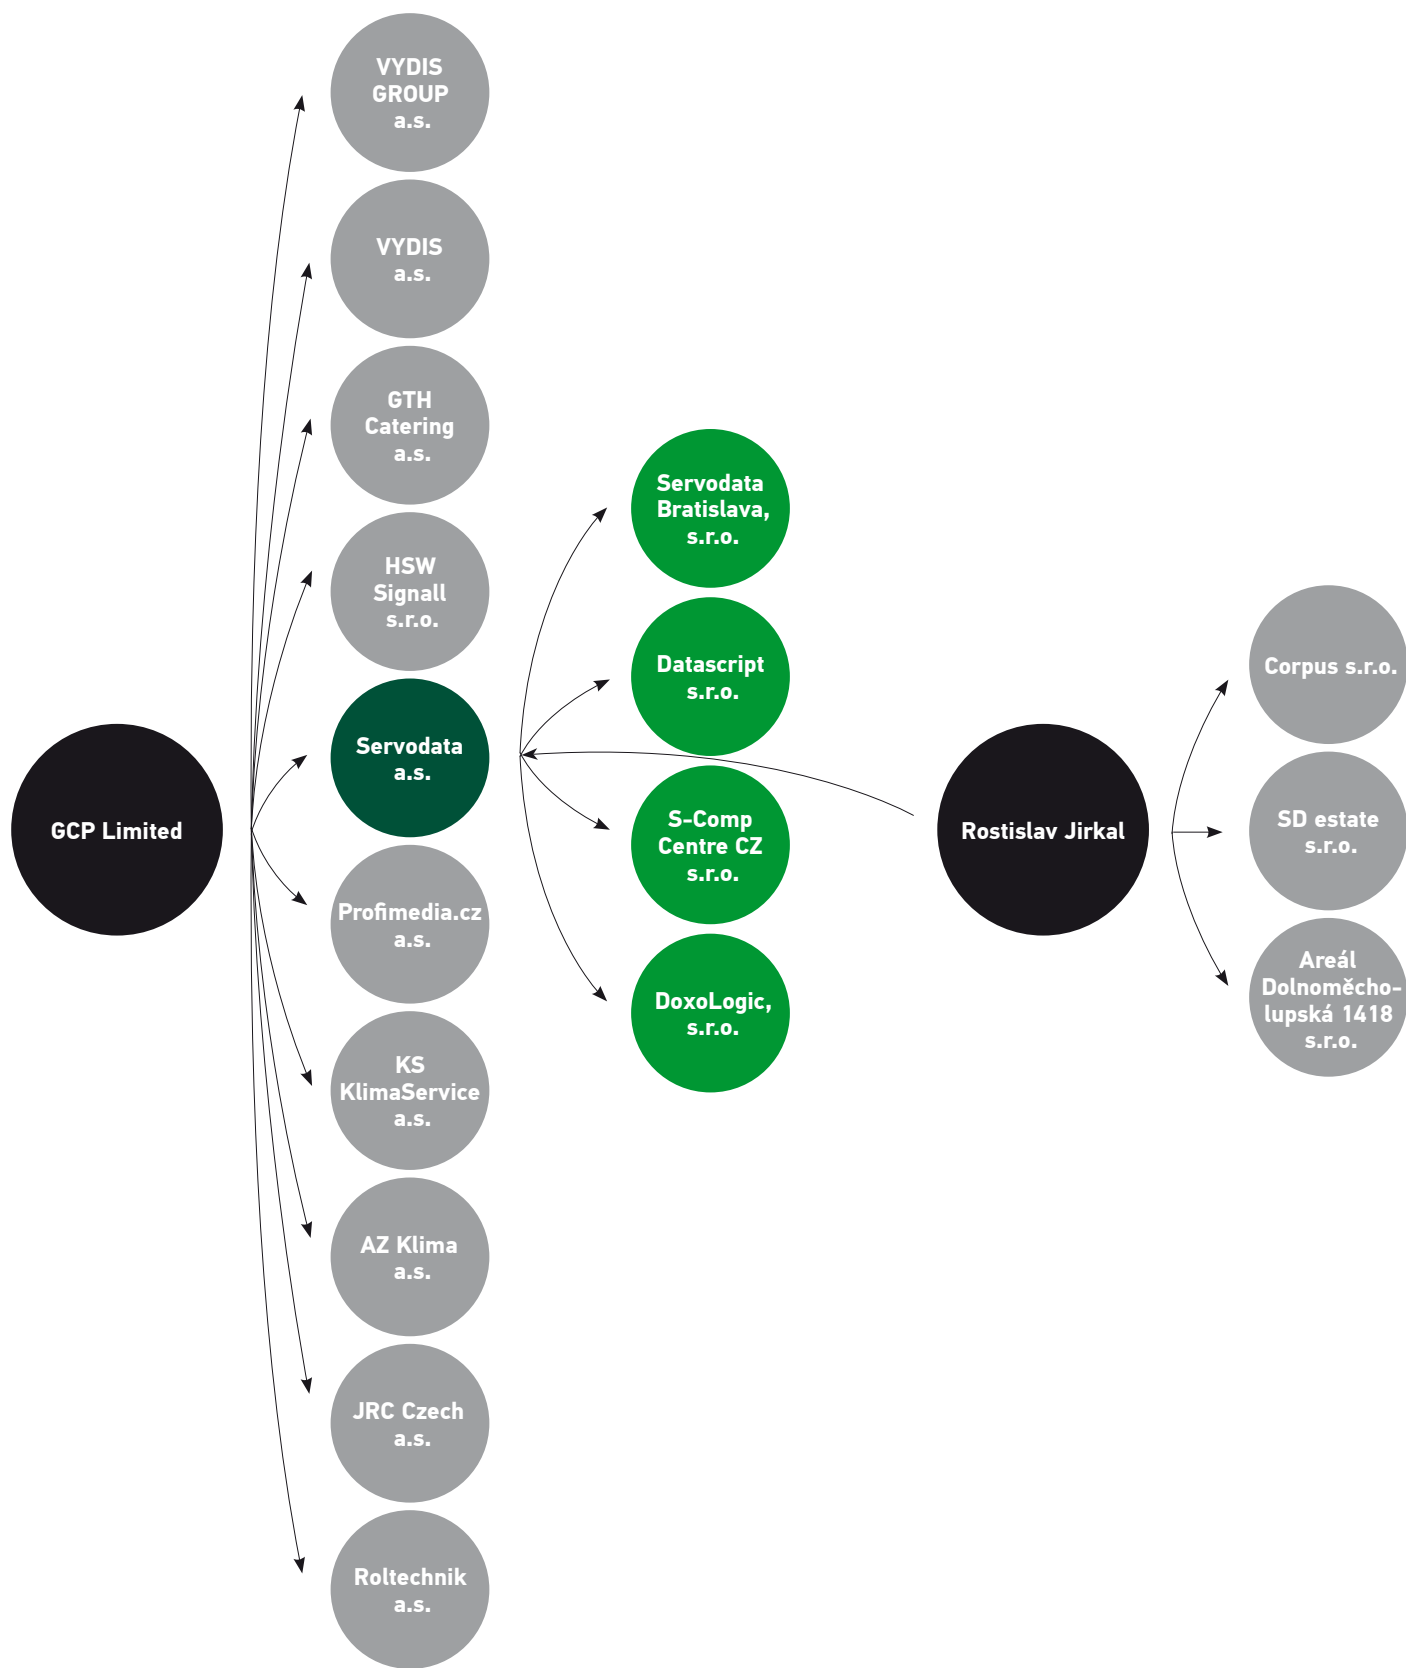 VYDIS
GROUP
a.s.
VYDIS
a.s.
GTH
Catering
a.s.
HSW
Signall
s.r.o.
Servodata
a.s.
Profimedia.cz
a.s.
KS
KlimaService
a.s.
AZ Klima
a.s.
JRC Czech
a.s.
Roltechnik
a.s.
GCP Limited
Servodata
Bratislava,
s.r.o.
Datascript
s.r.o.
S-Comp
Centre CZ
s.r.o.
DoxoLogic,
s.r.o.
Rostislav Jirkal
Corpus s.r.o.
SD estate
s.r.o.
Areál
Dolnoměcho-
lupská 1418
s.r.o.